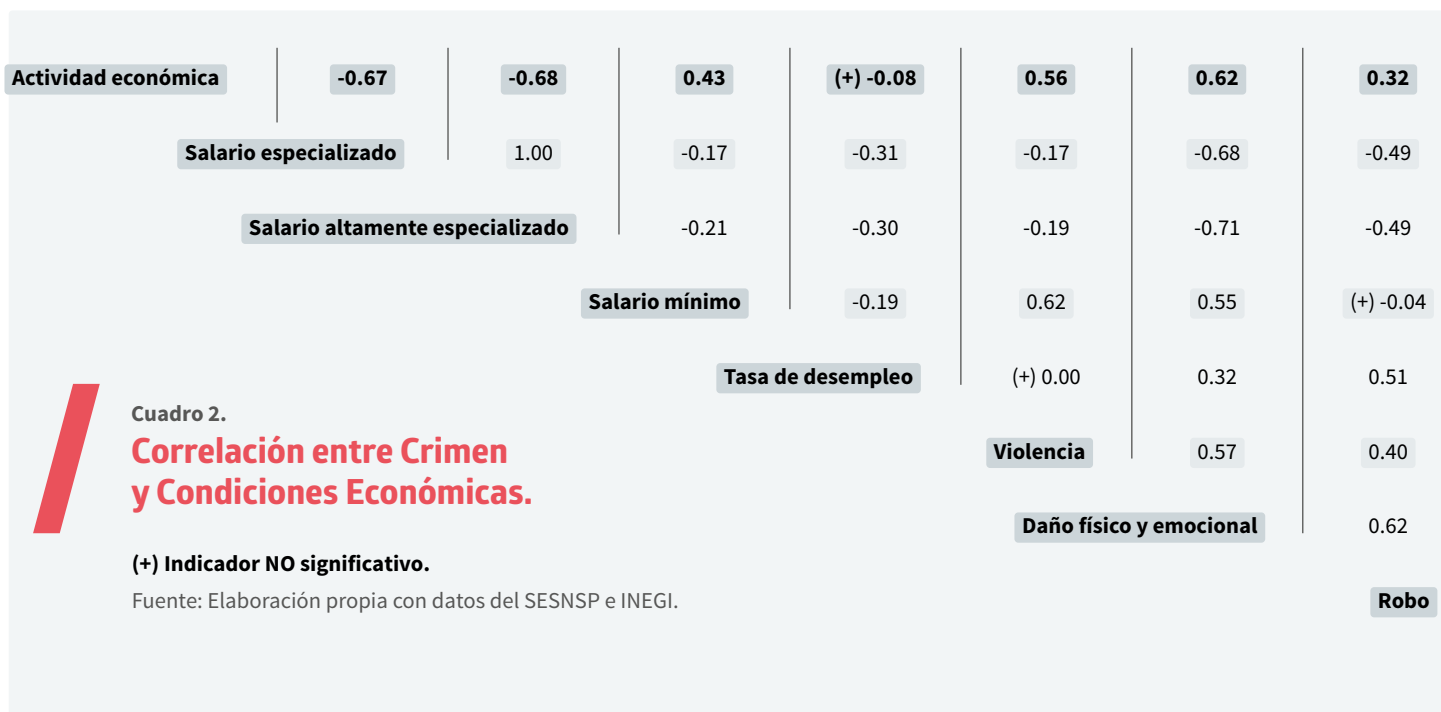 Actividad económica -0.67 -0.68 0.43 (+) -0.08 0.56 0.62 0.32
Salario especializado 1.00 -0.17 -0.31 -0.17 -0.68 -0.49
Salario altamente especializado -0.21 -0.30 -0.19 -0.71 -0.49
Salario mínimo -0.19 0.62 0.55 (+) -0.04
Tasa de desempleo (+) 0.00 0.32 0.51
Cuadro 2.
Correlación entre Crimen
y Condiciones Económicas.
Violencia 0.57 0.40
Daño físico y emocional 0.62
(+) Indicador NO significativo.
Fuente: Elaboración propia con datos del SESNSP e INEGI.
Robo